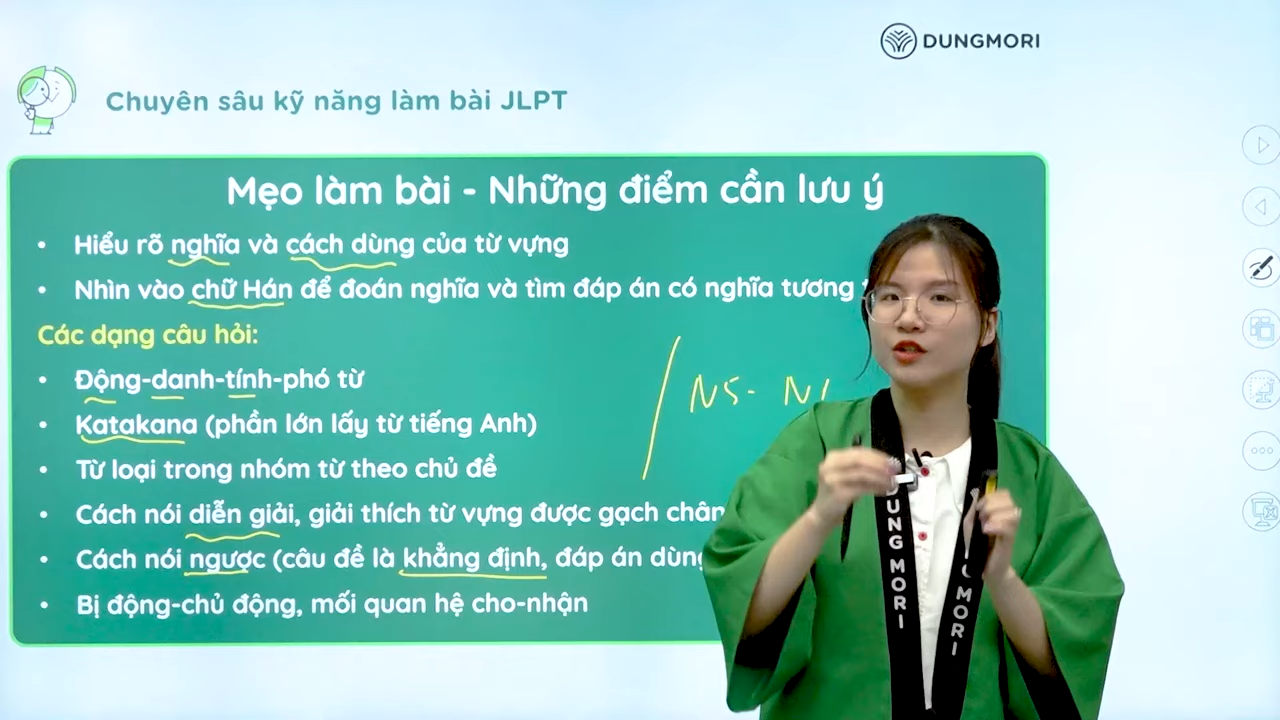 DUNGMORI
Chuyên sâu kỹ năng làm bài JLPT
Mẹo làm bài - Những điểm cần lưu ý
• Hiểu rõ nghĩa và cách dùng của từ vựng
• Nhìn vào chữ Hán để đoán nghĩa và tìm đáp án có nghĩa tương
Các dạng câu hỏi:
• Động-danh-tính-phó từ
N5- N1
• Katakana (phần lớn lấy từ tiếng Anh)
• Từ loại trong nhóm từ theo chủ đề
• Cách nói diễn giải, giải thích từ vựng được gạch chân
• Cách nói ngược (câu đề là khẳng định, đáp án dùng
• Bị động-chủ động, mối quan hệ cho-nhận
DUNG MORI
MORI